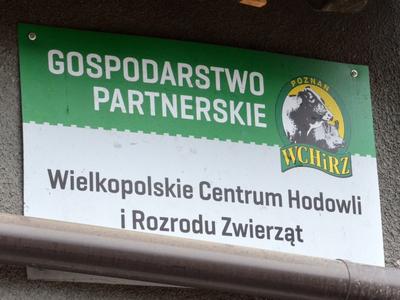 GOSPODARSTWO
PARTNERSKIE
POZNAŃ
WCHiRZ
Wielkopolskie Centrum Hodowli
i Rozrodu Zwierząt